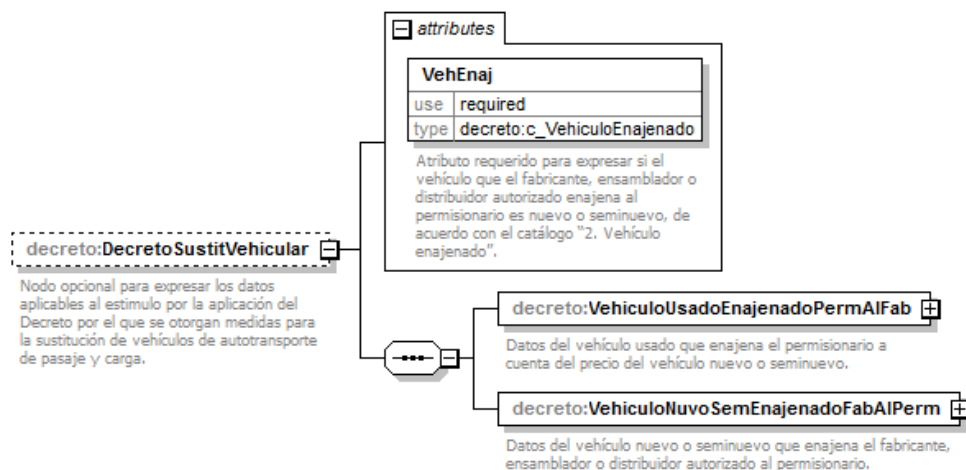 attributes
VehEnaj
use required
type decreto:c_VehiculoEnajenado
Atributo requerido para expresar si el
vehículo que el fabricante, ensamblador o
distribuidor autorizado enajena al
permisionario es nuevo o seminuevo, de
acuerdo con el catálogo "2. Vehículo
enajenado".
decreto:DecretoSustitVehicular
Nodo opcional para expresar los datos
aplicables al estimulo por la aplicación del
Decreto por el que se otorgan medidas para
la sustitución de vehículos de autotransporte
de pasaje y carga.
decreto:VehiculoUsadoEnajenadoPermAlFab
Datos del vehículo usado que enajena el permisionario a
cuenta del precio del vehículo nuevo o seminuevo.
decreto:VehiculoNuvoSemEnajenadoFabAlPerm
Datos del vehículo nuevo o seminuevo que enajena el fabricante,
ensamblador o distribuidor autorizado al permisionario.